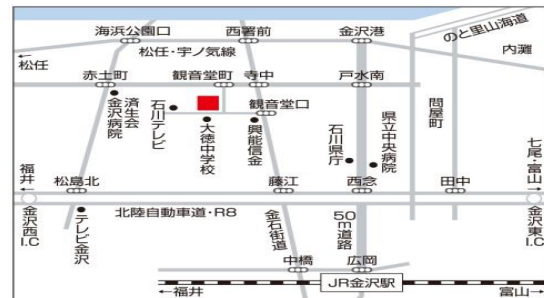 海浜公園口
西署前
金沢港
のと里山海道
松任・宇ノ気線
←松任
内灘
赤土町
観音堂町
寺中
戸水南
済生会
金沢病院
石川テレビ
大徳中学校
興能信金
観音堂口
石川県庁
県立中央病院
問屋町
福井
←
七尾・富山
→
松島北
藤江
西念
田中
金沢西I.C
テレビ金沢
北陸自動車道・R8
金石街道
50m道路
金沢東I.C
中橋
広岡
JR金沢駅
←福井
富山→